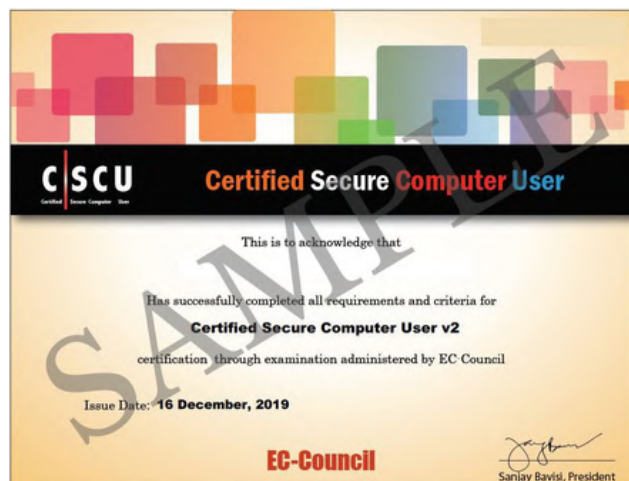 C|SCU
Certified Secure Computer User
Certified Secure Computer User
This is to acknowledge that
Has successfully completed all requirements and criteria for
Certified Secure Computer User v2
certification through examination administered by EC-Council
Issue Date: 16 December, 2019
EC-Council
Sanjay Bavisi, President
SAMPLE